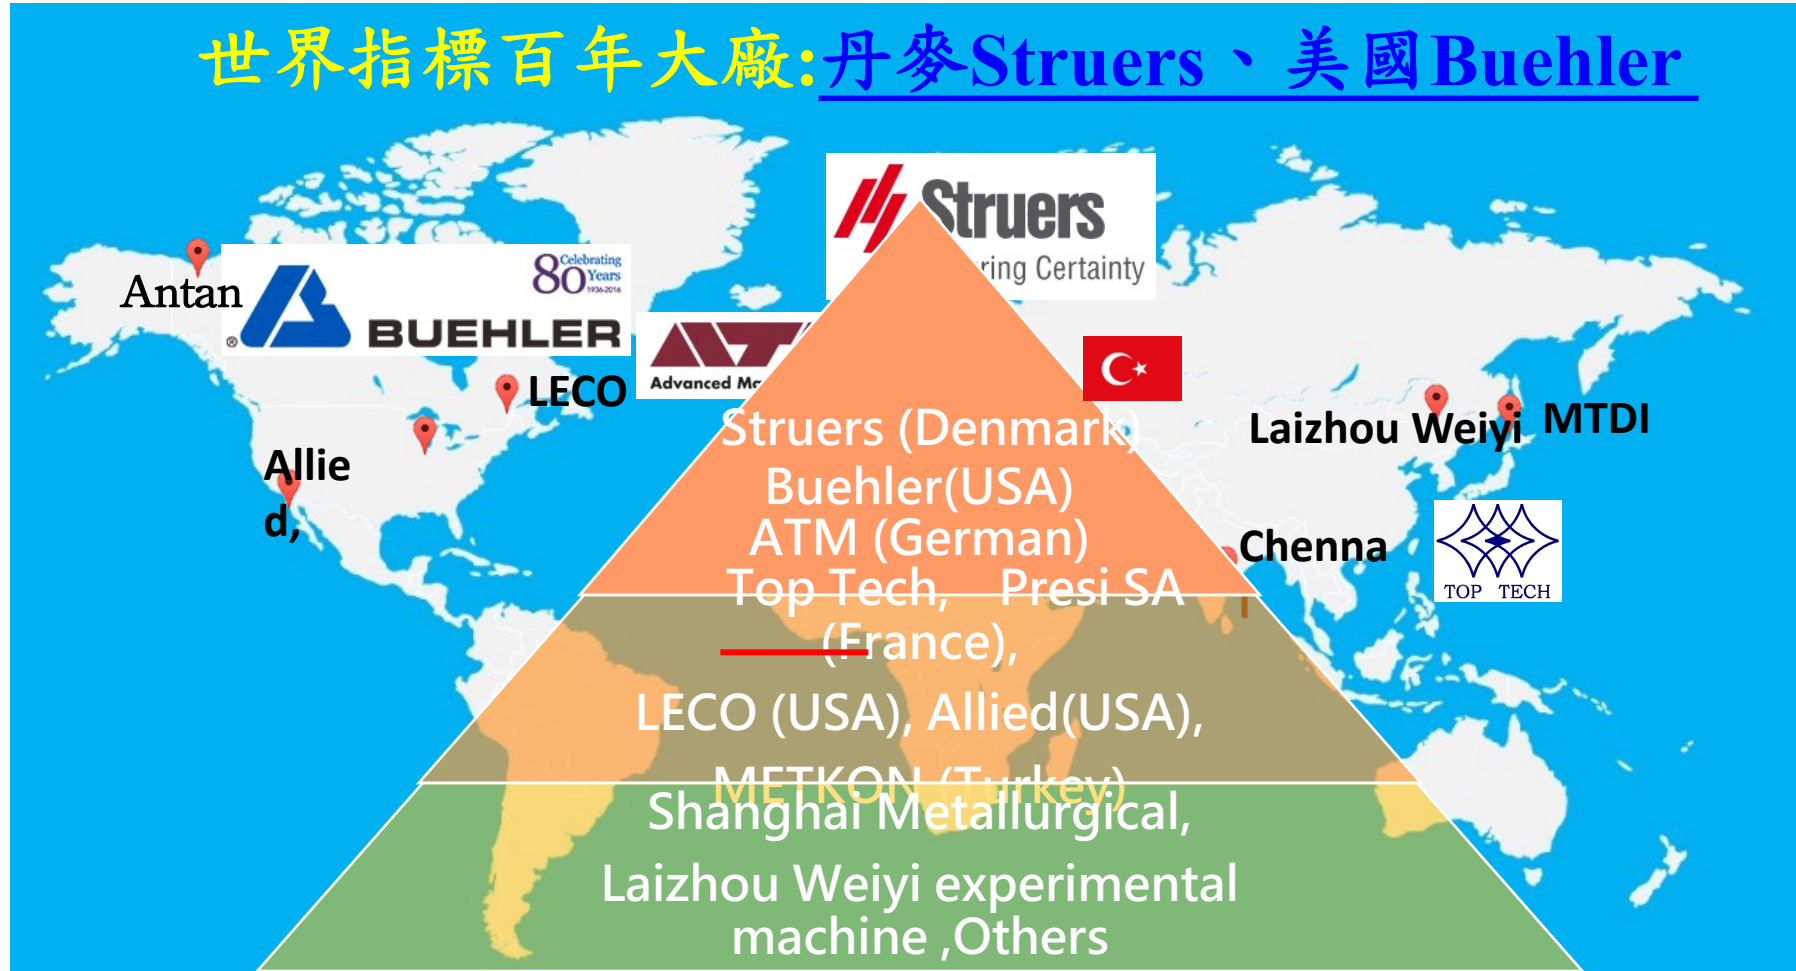 世界指標百年大廠:丹麥Struers、美國Buehler
Struers
ring Certainty
Antan
Celebrating
80 Years
1936-2016
® BUEHLER
Advanced Ma
LECO
Allie
d,
Laizhou Weiyi
MTDI
Chenna
i
TOP TECH
Struers (Denmark)
Buehler(USA)
ATM (German)
Top Tech, Presi SA
(France),
LECO (USA), Allied(USA),
METKON (Turkey)
Shanghai Metallurgical,
Laizhou Weiyi experimental
machine ,Others